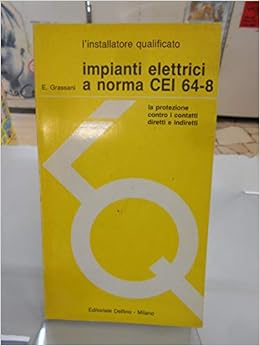 l'installatore qualificato
impianti elettrici
E. Grassani a norma CEI 64-8
la protezione
contro i contatti
diretti e indiretti
Editoriale Delfino - Milano